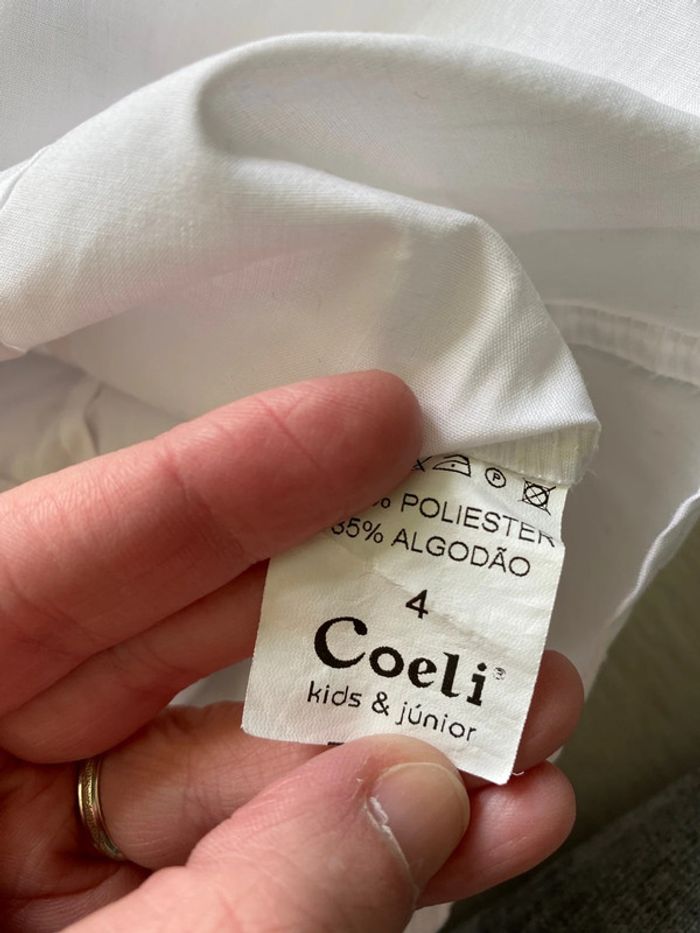 % POLIESTER
35% ALGODÃO
4
Coeli®
kids & júnior